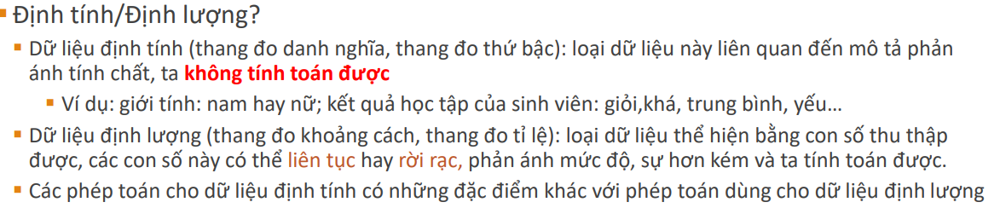 Định tính/Định lượng?
Dữ liệu định tính (thang đo danh nghĩa, thang đo thứ bậc): loại dữ liệu này liên quan đến mô tả phản
ánh tính chất, ta không tính toán được
Ví dụ: giới tính: nam hay nữ; kết quả học tập của sinh viên: giỏi,khá, trung bình, yếu…
Dữ liệu định lượng (thang đo khoảng cách, thang đo tỉ lệ): loại dữ liệu thể hiện bằng con số thu thập
được, các con số này có thể liên tục hay rời rạc, phản ánh mức độ, sự hơn kém và ta tính toán được.
Các phép toán cho dữ liệu định tính có những đặc điểm khác với phép toán dùng cho dữ liệu định lượng